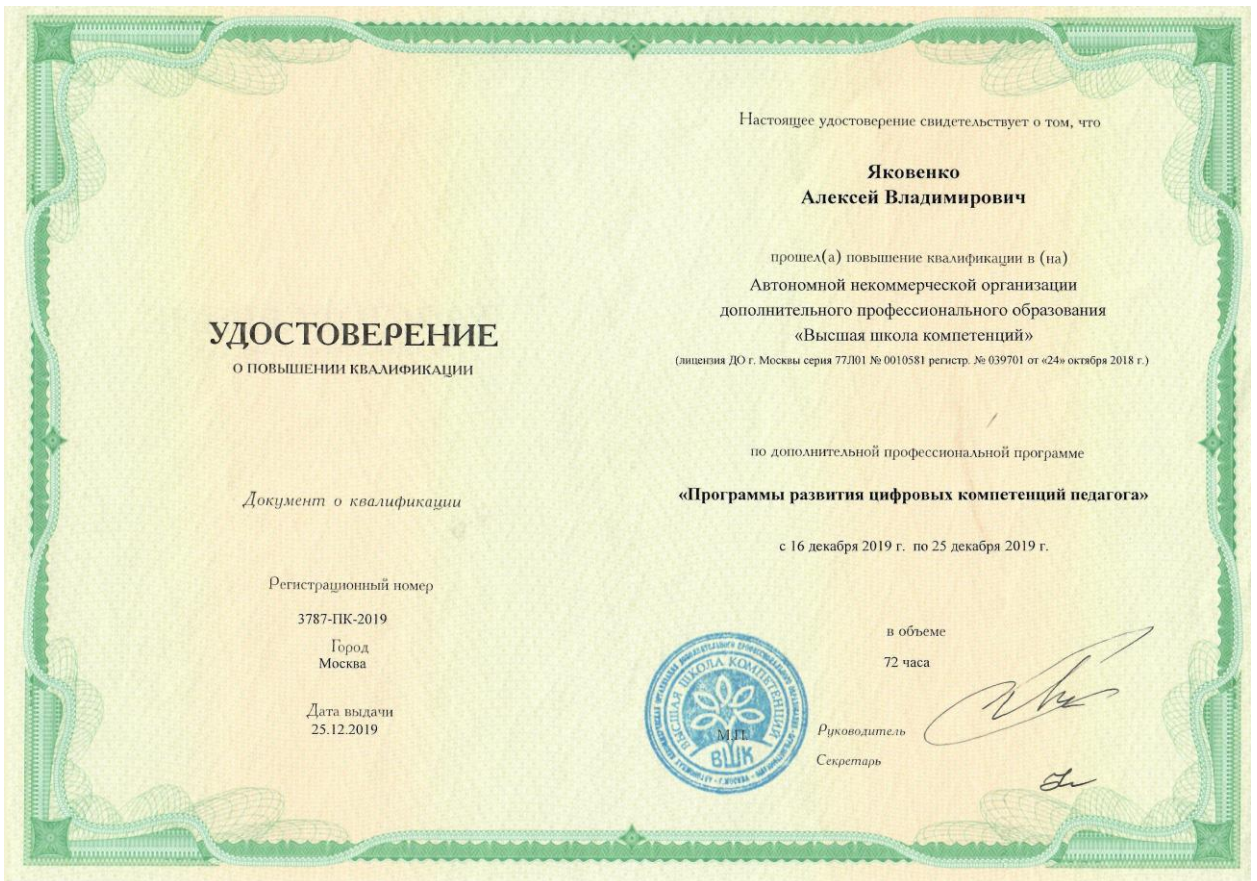 УДОСТОВЕРЕНИЕ
О ПОВЫШЕНИИ КВАЛИФИКАЦИИ
Документ о квалификации
Регистрационный номер
3787-ПК-2019
Город
Москва
Дата выдачи
25.12.2019
Настоящее удостоверение свидетельствует о том, что
Яковенко
Алексей Владимирович
прошел(а) повышение квалификации в (на)
Автономной некоммерческой организации
дополнительного профессионального образования
«Высшая школа компетенций»
(лицензия ДО г. Москвы серия 77Л01 № 0010581 регистр. № 039701 от «24» октября 2018 г.)
по дополнительной профессиональной программе
«Программы развития цифровых компетенций педагога»
с 16 декабря 2019 г. по 25 декабря 2019 г.
в объеме
72 часа
Руководитель
Секретарь
М.П.
ВЫСШАЯ ШКОЛА КОМПЕТЕНЦИЙ
ВШК